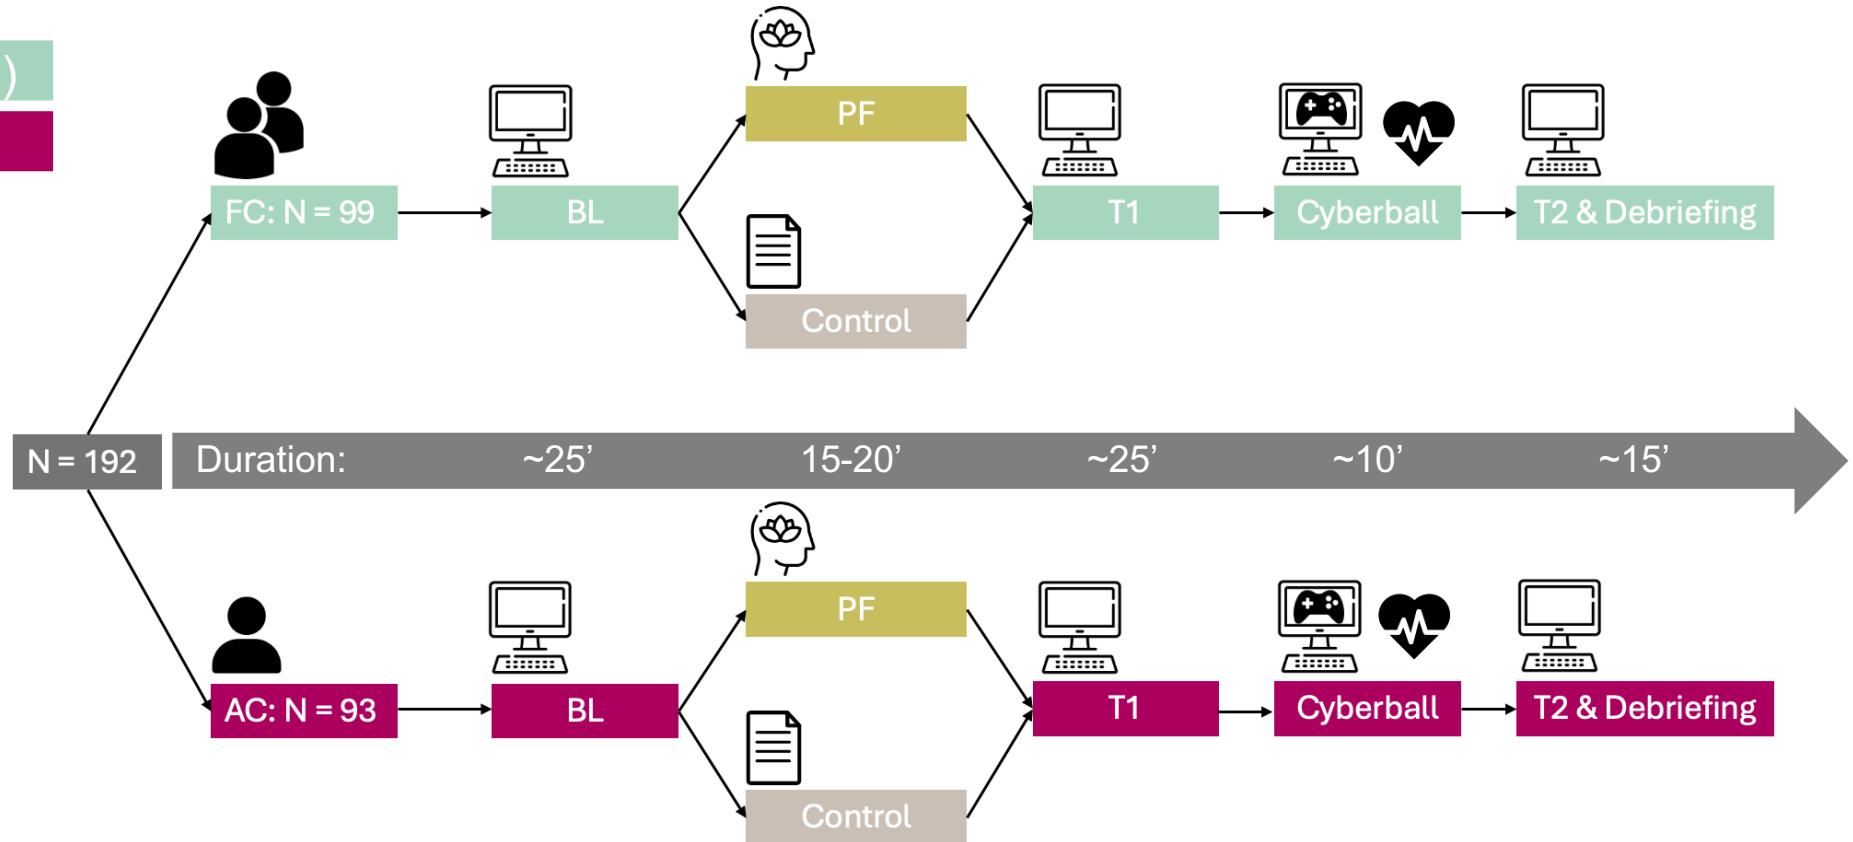 )
PF
FC: N = 99
BL
T1
Cyberball
T2 & Debriefing
Control
N = 192
Duration:
~25’
15-20’
~25’
~10’
~15’
PF
AC: N = 93
BL
T1
Cyberball
T2 & Debriefing
Control